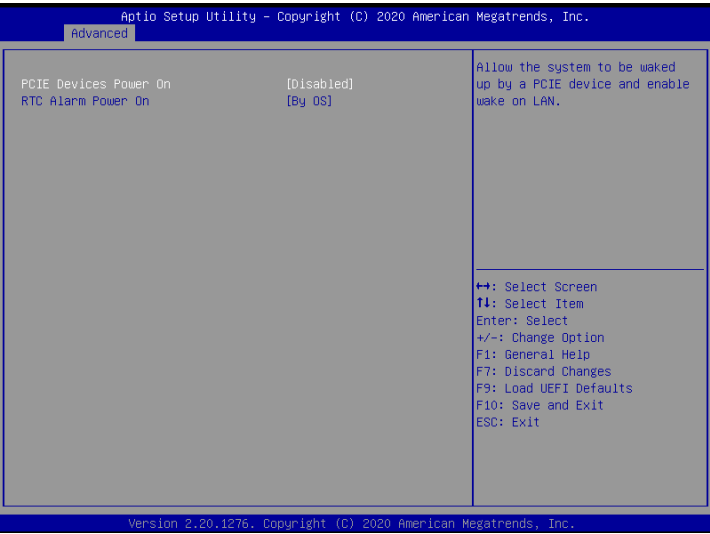 Aptio Setup Utility – Copyright (C) 2020 American Megatrends, Inc.
Advanced
PCIE Devices Power On [Disabled]
RTC Alarm Power On [By OS]
Allow the system to be waked
up by a PCIE device and enable
wake on LAN.
↔: Select Screen
↑↓: Select Item
Enter: Select
+/-: Change Option
F1: General Help
F7: Discard Changes
F9: Load UEFI Defaults
F10: Save and Exit
ESC: Exit
Version 2.20.1276. Copyright (C) 2020 American Megatrends, Inc.